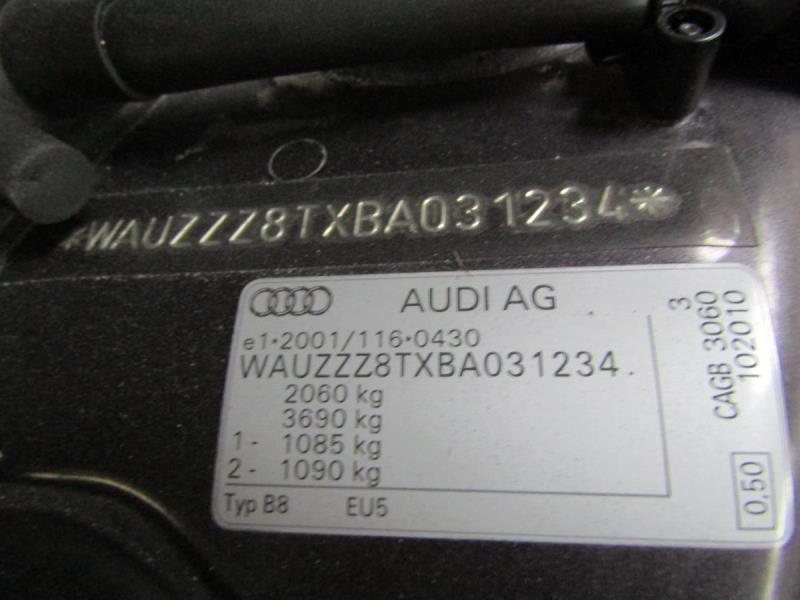 *WAUZZZ8TXBA031234*
AUDI AG
e1*2001/116*0430
WAUZZZ8TXBA031234.
2060 kg
3690 kg
1- 1085 kg
2- 1090 kg
Typ B8 EU5
3
CAGB 3060
102010
0,50